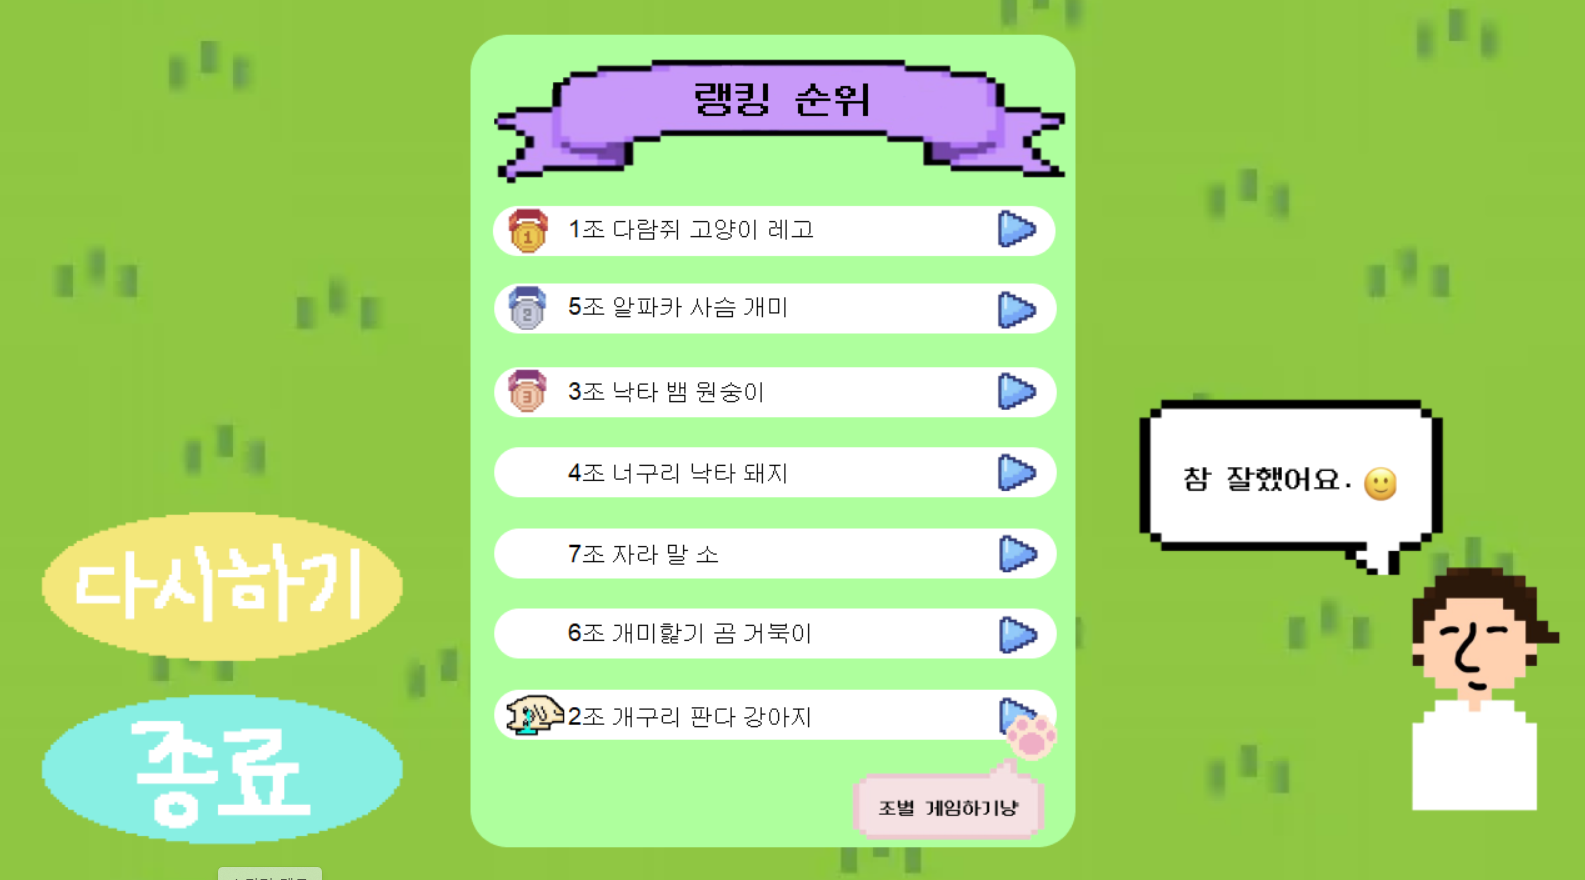 랭킹 순위
1
1조 다람쥐 고양이 레고
2
5조 알파카 사슴 개미
3
3조 낙타 뱀 원숭이
4조 너구리 낙타 돼지
7조 자라 말 소
6조 개미핥기 곰 거북이
2조 개구리 판다 강아지
조별 게임하기냥
참 잘했어요.
다시하기
종료